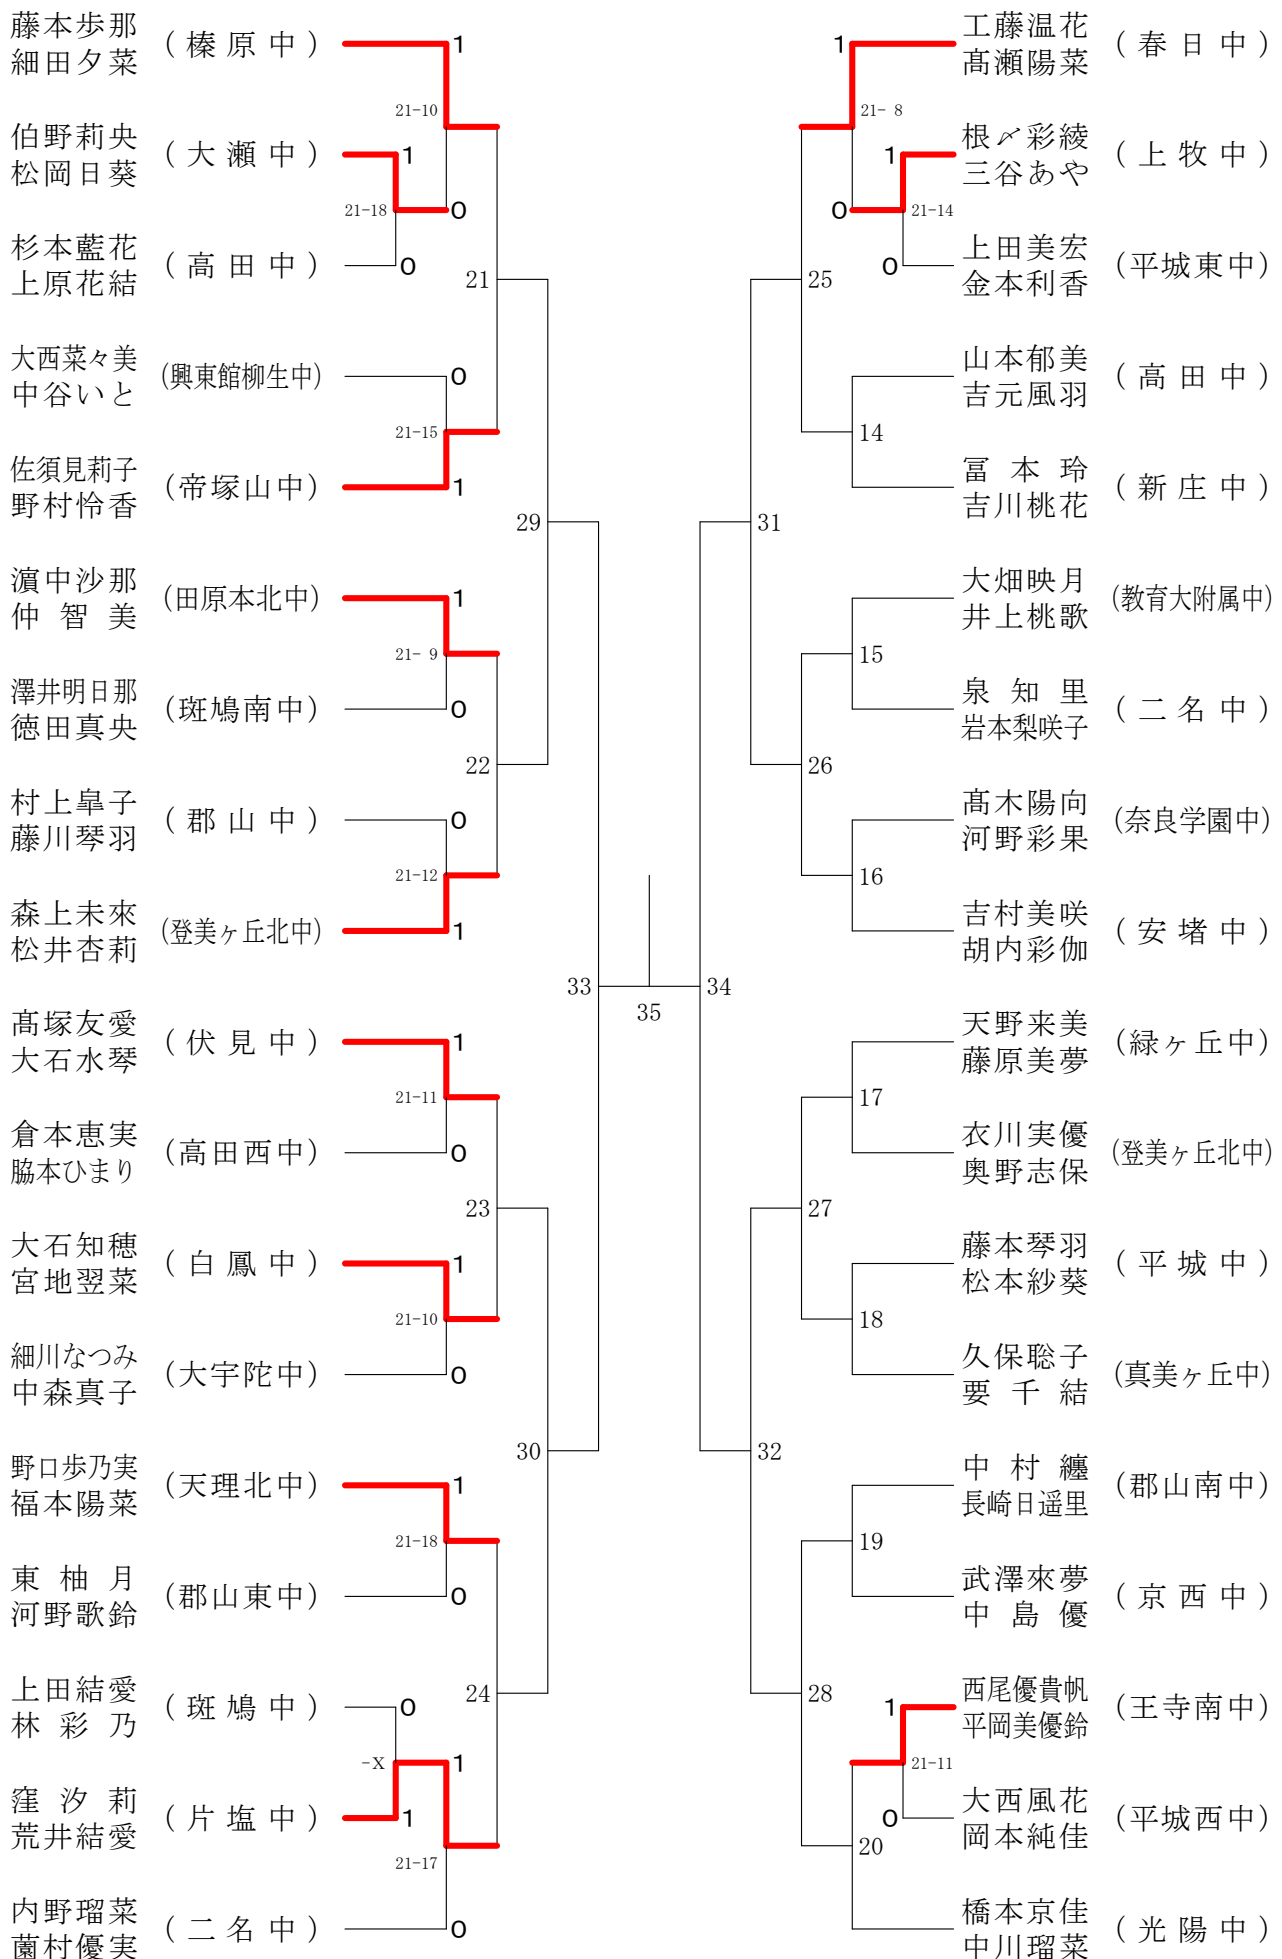 藤本歩那
細田夕菜
(榛原中)
1
21-10
伯野莉央
松岡日葵
(大瀬中)
1
21-18
0
杉本藍花
上原花結
(高田中)
0
21
大西菜々美
中谷いと
(興東館柳生中)
0
21-15
佐須見莉子
野村怜香
(帝塚山中)
1
29
濵中沙那
仲智美
(田原本北中)
1
21- 9
澤井明日那
徳田真央
(斑鳩南中)
0
22
村上皐子
藤川琴羽
(郡山中)
0
21-12
森上未來
松井杏莉
(登美ヶ丘北中)
1
33
髙塚友愛
大石水琴
(伏見中)
1
21-11
倉本恵実
脇本ひまり
(高田西中)
0
23
大石知穂
宮地翌菜
(白鳳中)
1
21-10
細川なつみ
中森真子
(大宇陀中)
0
30
野口歩乃実
福本陽菜
(天理北中)
1
21-18
東柚月
河野歌鈴
(郡山東中)
0
24
上田結愛
林彩乃
(斑鳩中)
0
-X
1
窪汐莉
荒井結愛
(片塩中)
1
21-17
内野瑠菜
薗村優実
(二名中)
0
35
工藤温花
髙瀬陽菜
(春日中)
1
21- 8
根〆彩綾
三谷あや
(上牧中)
1
0
21-14
上田美宏
金本利香
(平城東中)
0
25
山本郁美
吉元風羽
(高田中)
14
冨本玲
吉川桃花
(新庄中)
31
大畑映月
井上桃歌
(教育大附属中)
15
泉知里
岩本梨咲子
(二名中)
26
髙木陽向
河野彩果
(奈良学園中)
16
吉村美咲
胡内彩伽
(安堵中)
34
天野来美
藤原美夢
(緑ヶ丘中)
17
衣川実優
奥野志保
(登美ヶ丘北中)
27
藤本琴羽
松本紗葵
(平城中)
18
久保聡子
要千結
(真美ヶ丘中)
32
中村纏
長崎日遥里
(郡山南中)
19
武澤來夢
中島優
(京西中)
28
西尾優貴帆
平岡美優鈴
(王寺南中)
1
21-11
大西風花
岡本純佳
(平城西中)
0
20
橋本京佳
中川瑠菜
(光陽中)